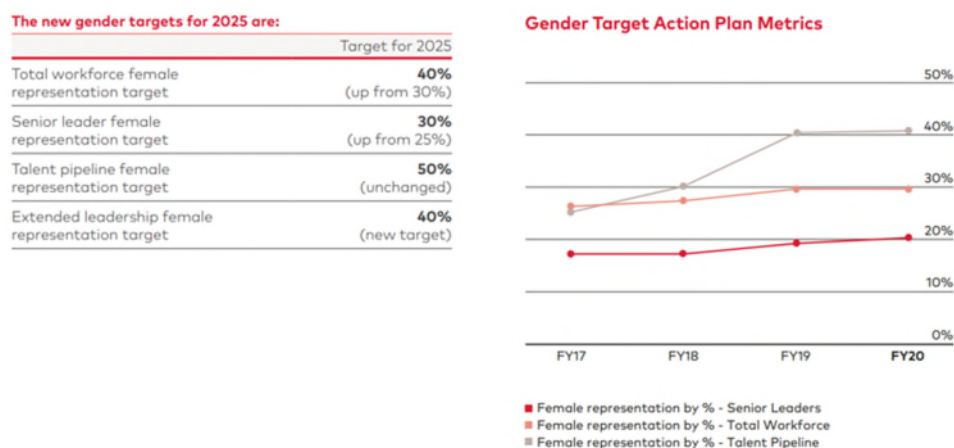 The new gender targets for 2025 are:
Target for 2025
Total workforce female 40%
representation target (up from 30%)
Senior leader female 30%
representation target (up from 25%)
Talent pipeline female 50%
representation target (unchanged)
Extended leadership female 40%
representation target (new target)
Gender Target Action Plan Metrics
50%
40%
30%
20%
10%
0%
FY17 FY18 FY19 FY20
Female representation by % - Senior Leaders
Female representation by % - Total Workforce
Female representation by % - Talent Pipeline